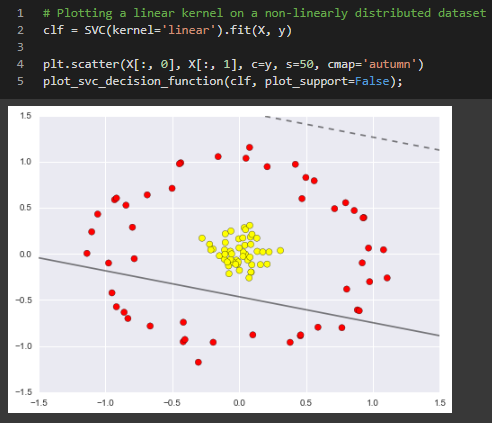 1 # Plotting a linear kernel on a non-linearly distributed dataset
2 clf = SVC(kernel='linear').fit(X, y)
3
4 plt.scatter(X[:, 0], X[:, 1], c=y, s=50, cmap='autumn')
5 plot_svc_decision_function(clf, plot_support=False);
1.5
1.0
0.5
0.0
−0.5
−1.0
−1.5
−1.5 −1.0 −0.5 0.0 0.5 1.0 1.5